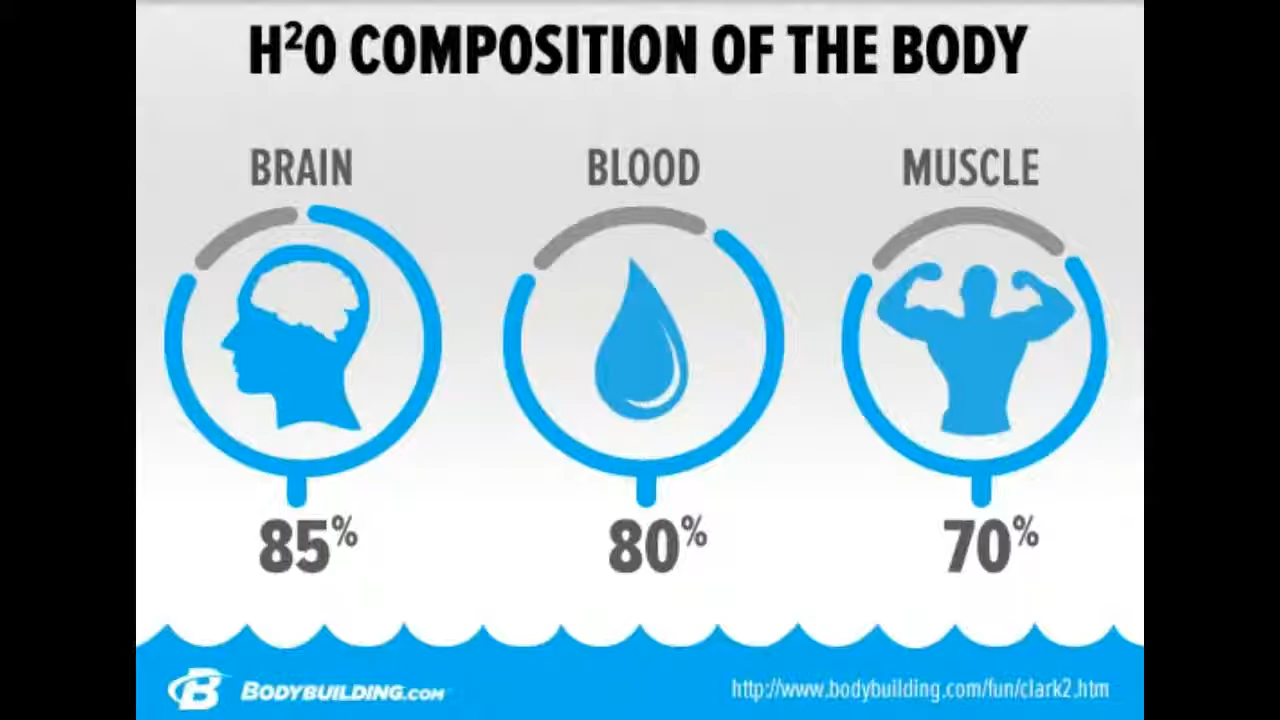 H²O COMPOSITION OF THE BODY
BRAIN
BLOOD
MUSCLE
85%
80%
70%
B BODYBUILDING.COM
http://www.bodybuilding.com/fun/clark2.htm